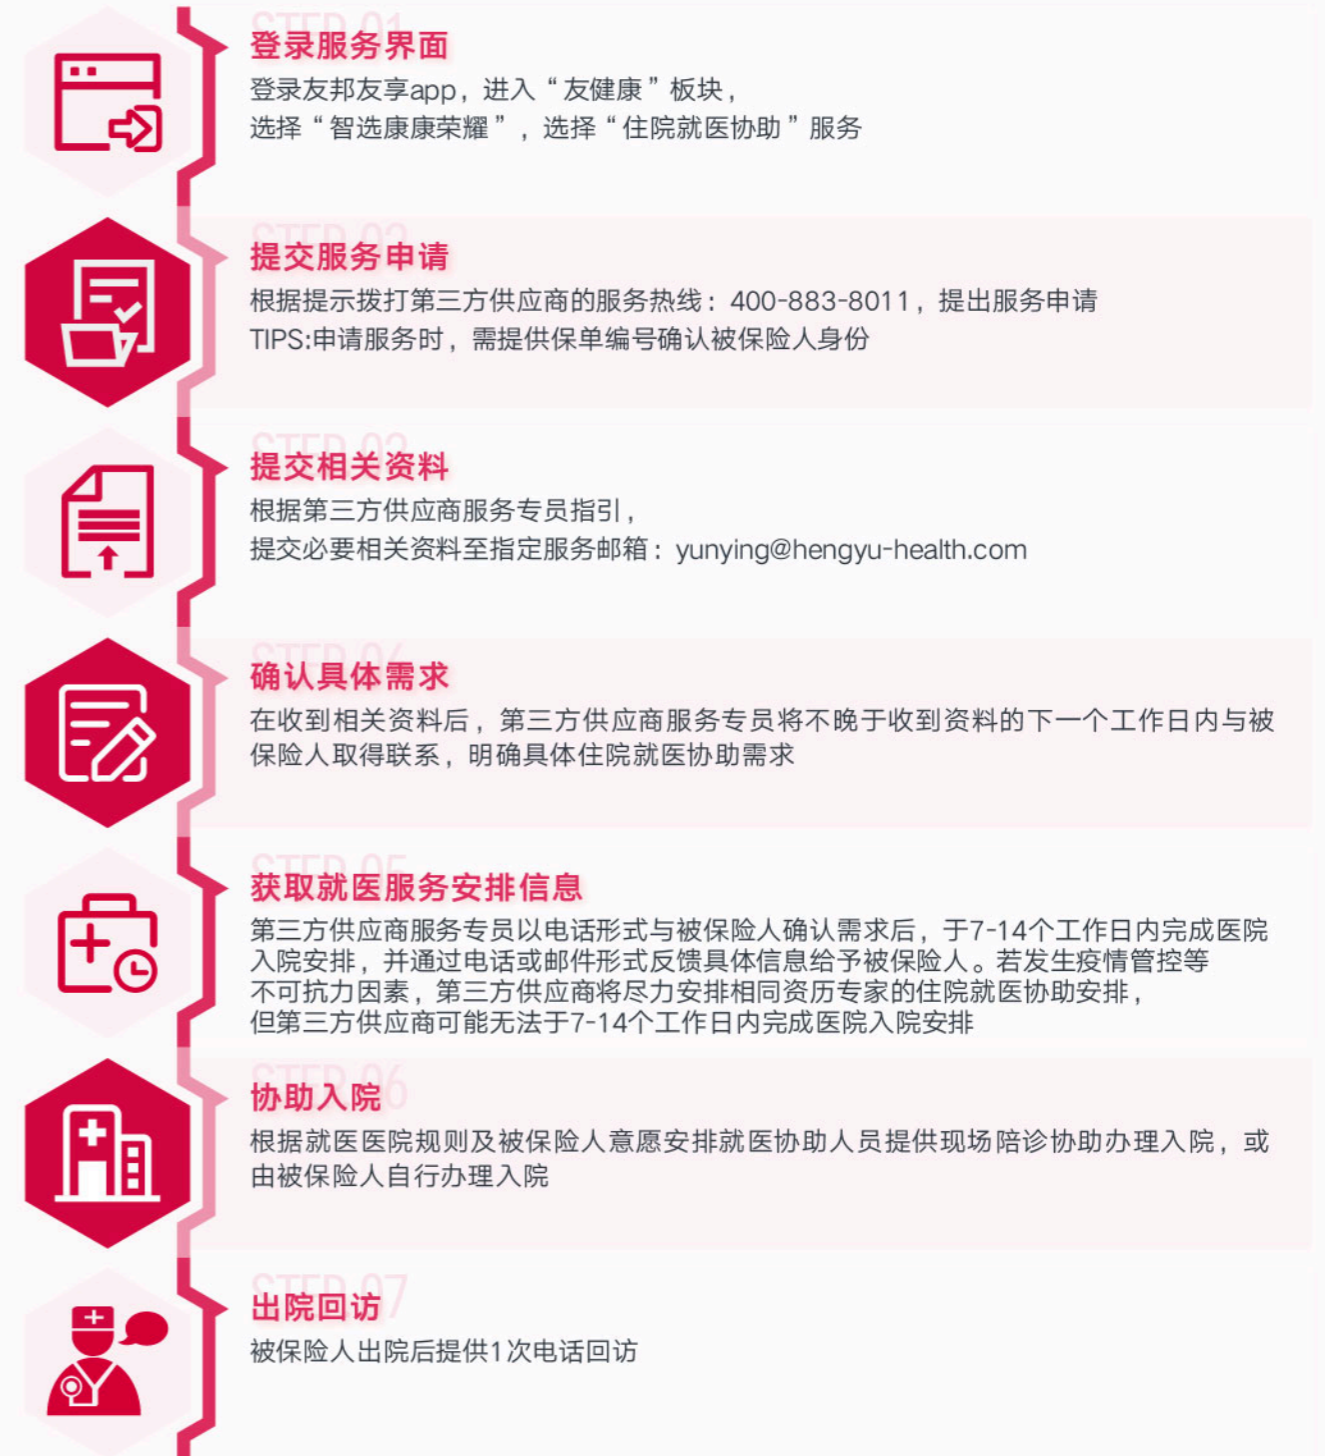 STEP 01
登录服务界面
登录友邦友享app，进入“友健康”板块，
选择“智选康康荣耀”，选择“住院就医协助”服务
STEP 02
提交服务申请
根据提示拨打第三方供应商的服务热线：400-883-8011，提出服务申请
TIPS:申请服务时，需提供保单编号确认被保险人身份
STEP 03
提交相关资料
根据第三方供应商服务专员指引，
提交必要相关资料至指定服务邮箱：yunying@hengyu-health.com
STEP 04
确认具体需求
在收到相关资料后，第三方供应商服务专员将不晚于收到资料的下一个工作日内与被
保险人取得联系，明确具体住院就医协助需求
STEP 05
获取就医服务安排信息
第三方供应商服务专员以电话形式与被保险人确认需求后，于7-14个工作日内完成医院
入院安排，并通过电话或邮件形式反馈具体信息给予被保险人。若发生疫情管控等
不可抗力因素，第三方供应商将尽力安排相同资历专家的住院就医协助安排，
但第三方供应商可能无法于7-14个工作日内完成医院入院安排
STEP 06
协助入院
根据就医医院规则及被保险人意愿安排就医协助人员提供现场陪诊协助办理入院，或
由被保险人自行办理入院
STEP 07
出院回访
被保险人出院后提供1次电话回访